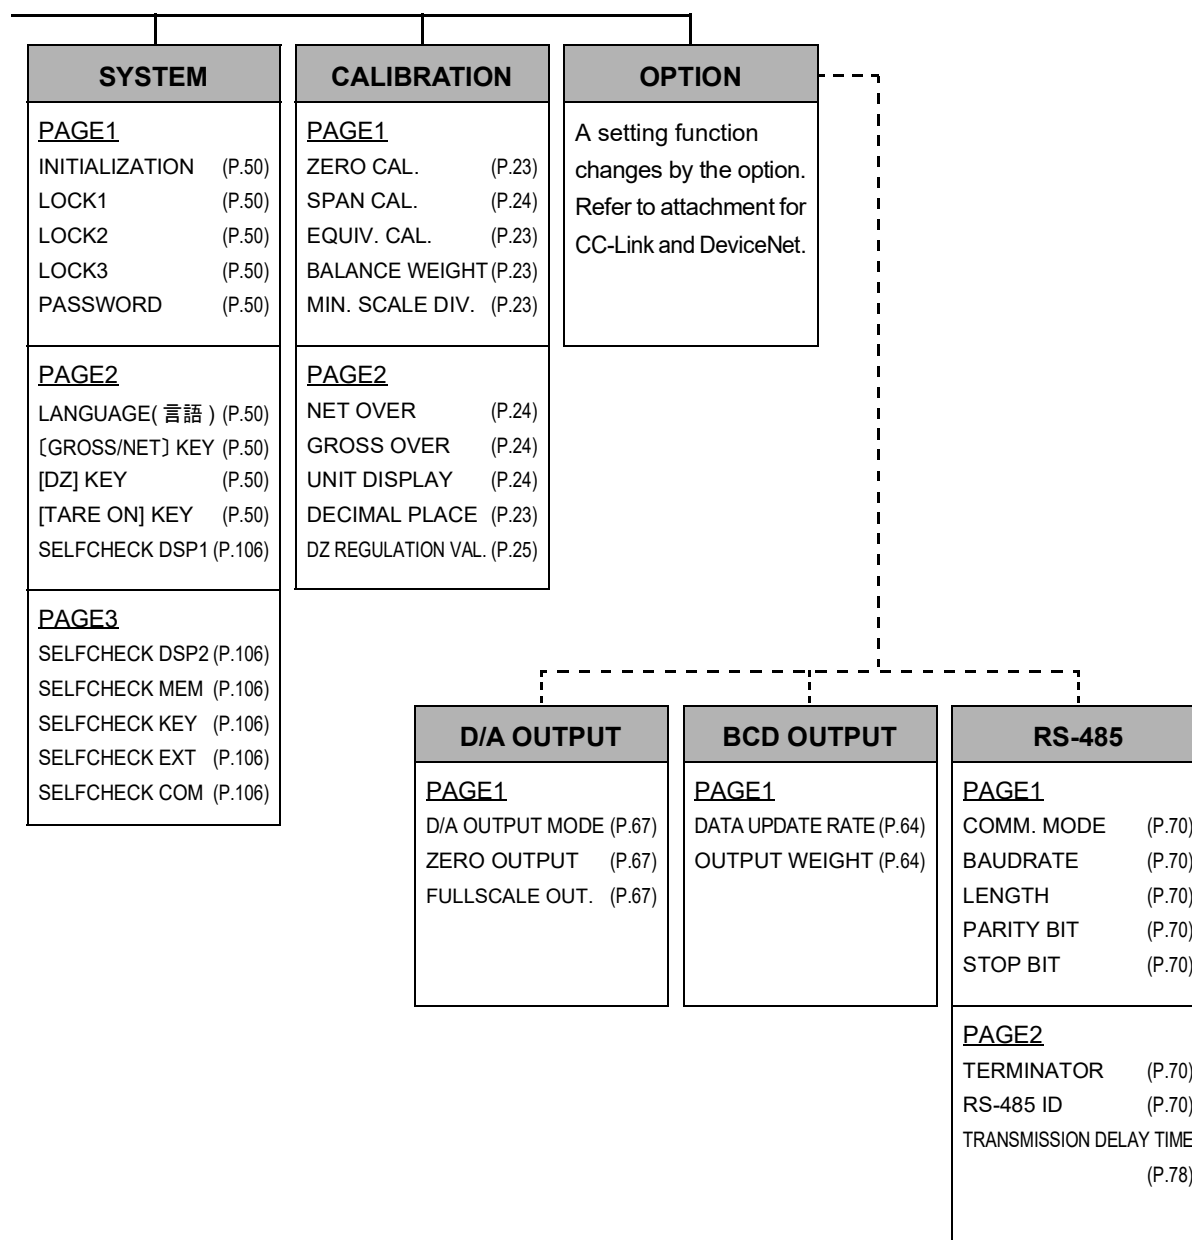 SYSTEM
PAGE1
INITIALIZATION (P.50)
LOCK1 (P.50)
LOCK2 (P.50)
LOCK3 (P.50)
PASSWORD (P.50)
PAGE2
LANGUAGE( 言語 ) (P.50)
〔GROSS/NET〕 KEY (P.50)
[DZ] KEY (P.50)
[TARE ON] KEY (P.50)
SELFCHECK DSP1 (P.106)
PAGE3
SELFCHECK DSP2 (P.106)
SELFCHECK MEM (P.106)
SELFCHECK KEY (P.106)
SELFCHECK EXT (P.106)
SELFCHECK COM (P.106)
CALIBRATION
PAGE1
ZERO CAL. (P.23)
SPAN CAL. (P.24)
EQUIV. CAL. (P.23)
BALANCE WEIGHT (P.23)
MIN. SCALE DIV. (P.23)
PAGE2
NET OVER (P.24)
GROSS OVER (P.24)
UNIT DISPLAY (P.24)
DECIMAL PLACE (P.23)
DZ REGULATION VAL. (P.25)
OPTION
A setting function
changes by the option.
Refer to attachment for
CC-Link and DeviceNet.
D/A OUTPUT
PAGE1
D/A OUTPUT MODE (P.67)
ZERO OUTPUT (P.67)
FULLSCALE OUT. (P.67)
BCD OUTPUT
PAGE1
DATA UPDATE RATE (P.64)
OUTPUT WEIGHT (P.64)
RS-485
PAGE1
COMM. MODE (P.70)
BAUDRATE (P.70)
LENGTH (P.70)
PARITY BIT (P.70)
STOP BIT (P.70)
PAGE2
TERMINATOR (P.70)
RS-485 ID (P.70)
TRANSMISSION DELAY TIME
(P.78)